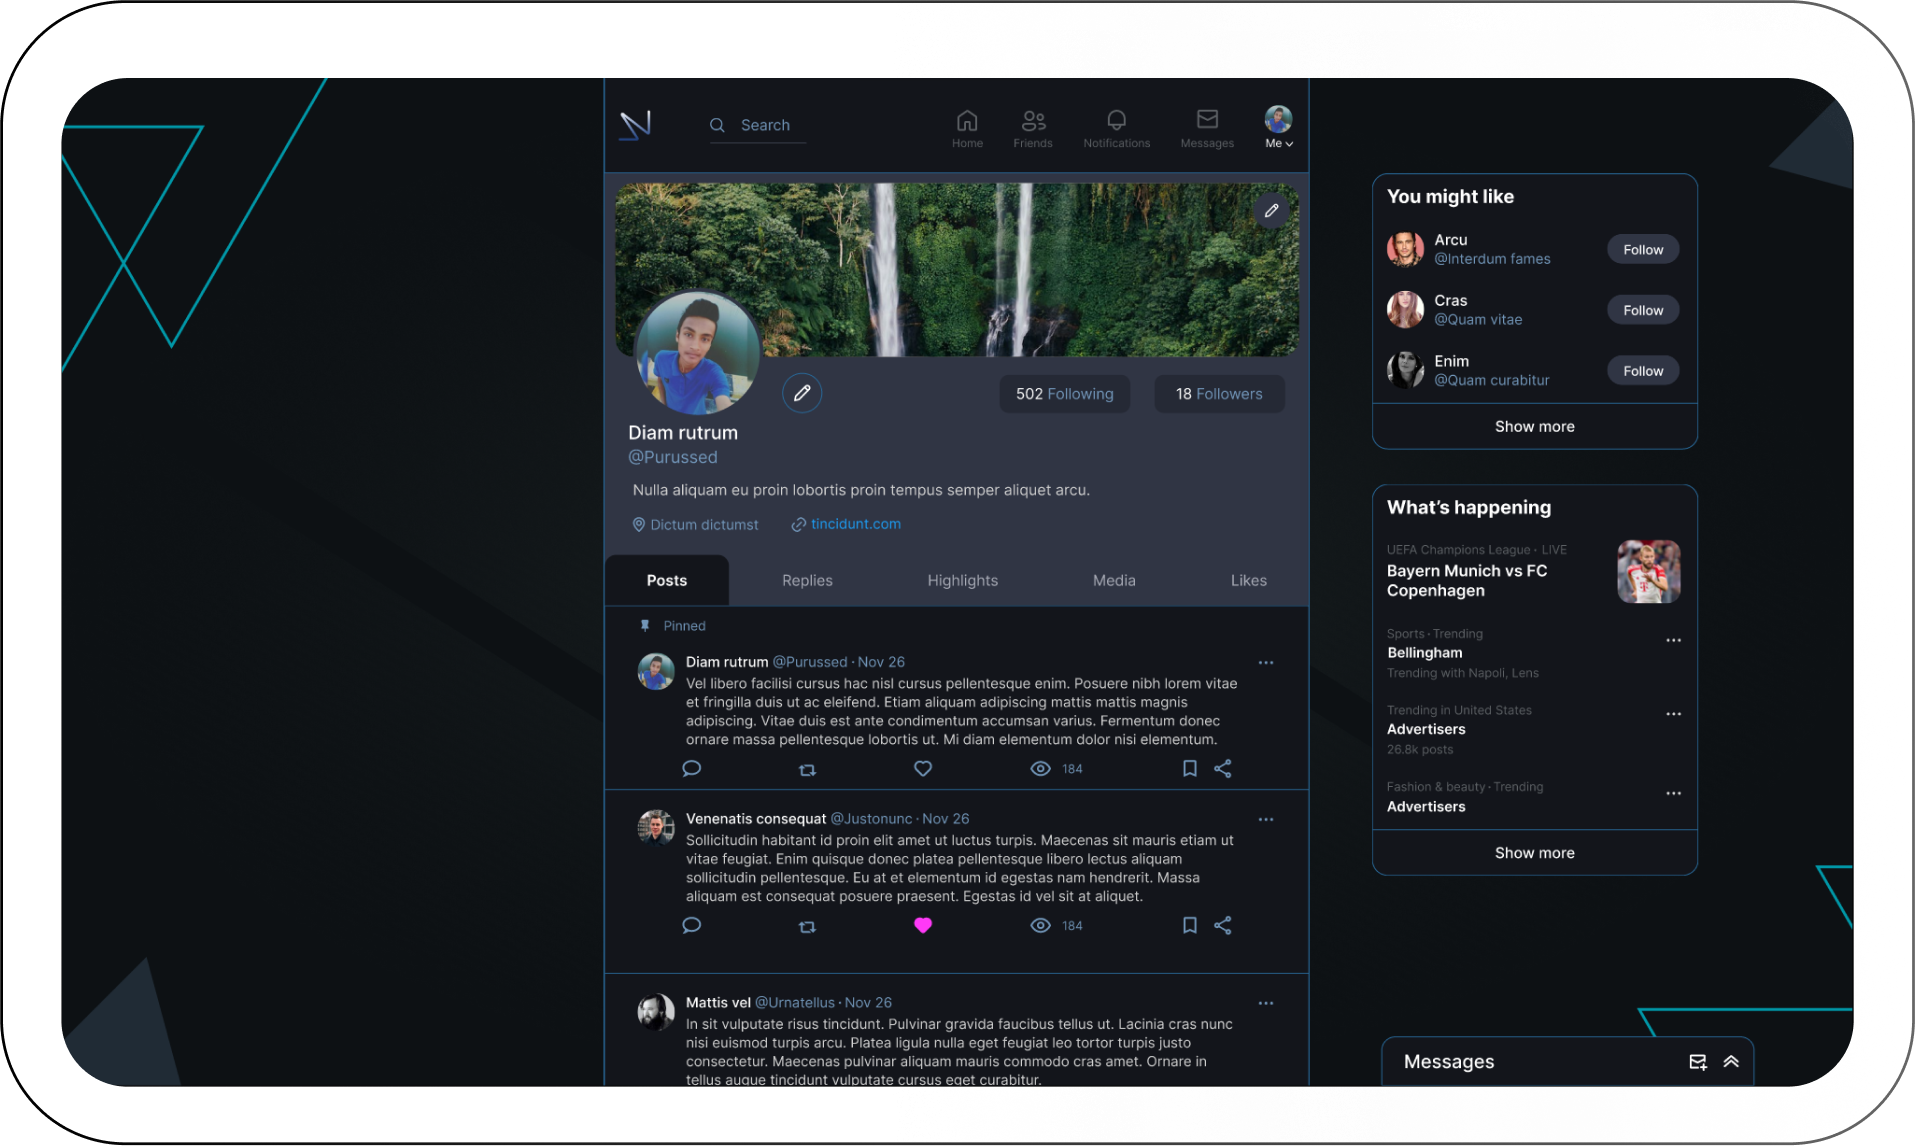 Search
Home
Friends
Notifications
Messages
Me
502 Following
18 Followers
Diam rutrum
@Purussed
Nulla aliquam eu proin lobortis proin tempus semper aliquet arcu.
Dictum dictumst
tincidunt.com
Posts
Replies
Highlights
Media
Likes
Pinned
Diam rutrum @Purussed · Nov 26
Vel libero facilisi cursus hac nisl cursus pellentesque enim. Posuere nibh lorem vitae
et fringilla duis ut ac eleifend. Etiam aliquam adipiscing mattis mattis magnis
adipiscing. Vitae duis est ante condimentum accumsan varius. Fermentum donec
ornare massa pellentesque lobortis ut. Mi diam elementum dolor nisi elementum.
184
Venenatis consequat @Justonunc · Nov 26
Sollicitudin habitant id proin elit amet ut luctus turpis. Maecenas sit mauris etiam ut
vitae feugiat. Enim quisque donec platea pellentesque libero lectus aliquam
sollicitudin pellentesque. Eu at et elementum id egestas nam hendrerit. Massa
aliquam est consequat posuere praesent. Egestas id vel sit at aliquet.
184
Mattis vel @Urnatellus · Nov 26
In sit vulputate risus tincidunt. Pulvinar gravida faucibus tellus ut. Lacinia cras nunc
nisi euismod turpis arcu. Platea ligula nulla eget feugiat leo tortor turpis justo
consectetur. Maecenas pulvinar aliquam mauris commodo cras amet. Ornare in
tellus augue tincidunt vulputate cursus eget curabitur.
You might like
Arcu
@Interdum fames
Follow
Cras
@Quam vitae
Follow
Enim
@Quam curabitur
Follow
Show more
What's happening
UEFA Champions League · LIVE
Bayern Munich vs FC
Copenhagen
Sports · Trending
Bellingham
Trending with Napoli, Lens
Trending in United States
Advertisers
26.8k posts
Fashion & beauty · Trending
Advertisers
Show more
Messages